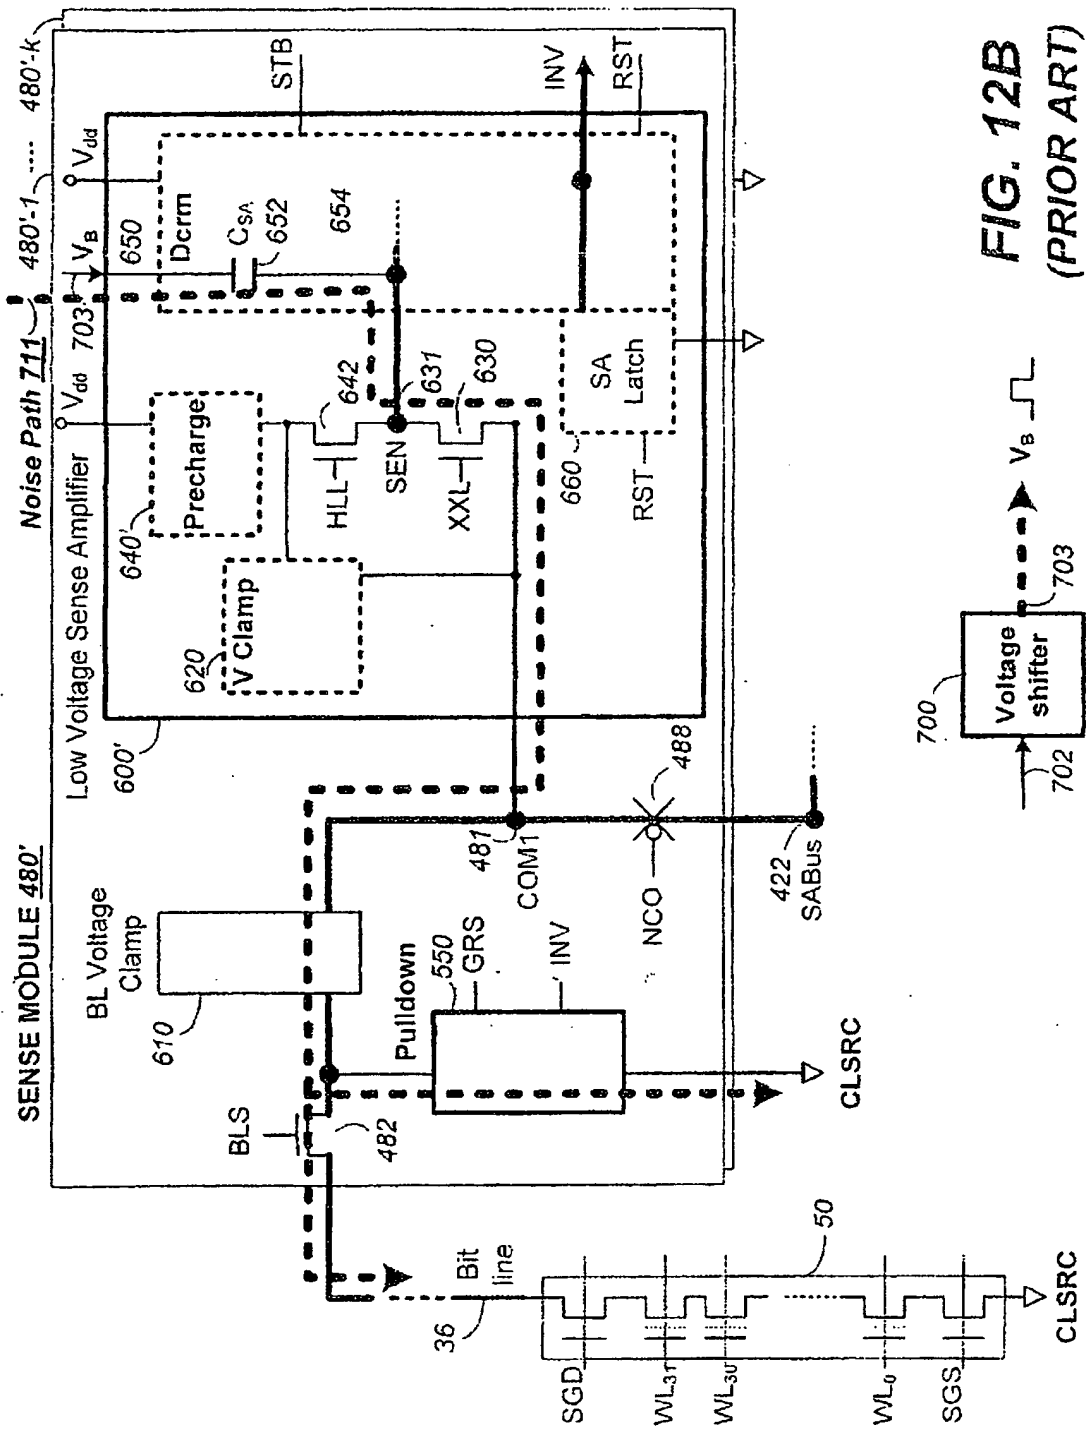 SENSE MODULE 480'
Low Voltage Sense Amplifier
Noise Path 711
480'-1
....
480'-k
Vdd
703
VB
Vdd
600'
640'
Precharge
650
620
V Clamp
HLL
642
SEN
631
XXL
630
Dcrm
CSA
652
654
STB
660
SA
Latch
RST
INV
RST
BL Voltage
Clamp
610
BLS
482
Pulldown
550
GRS
INV
CLSRC
481
COM1
NCO
488
422
SABus
36
Bit
line
50
SGD
WL31
WL30
WL0
SGS
CLSRC
700
702
Voltage
shifter
703
VB
FIG. 12B
(PRIOR ART)